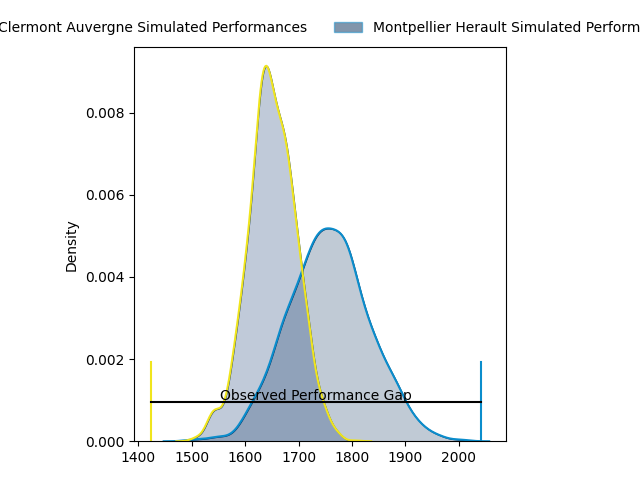 Clermont Auvergne Simulated Performances
Montpellier Herault Simulated Perform
0.008
0.006
0.004
0.002
0.000
Density
Observed Performance Gap
1400 1500 1600 1700 1800 1900 2000